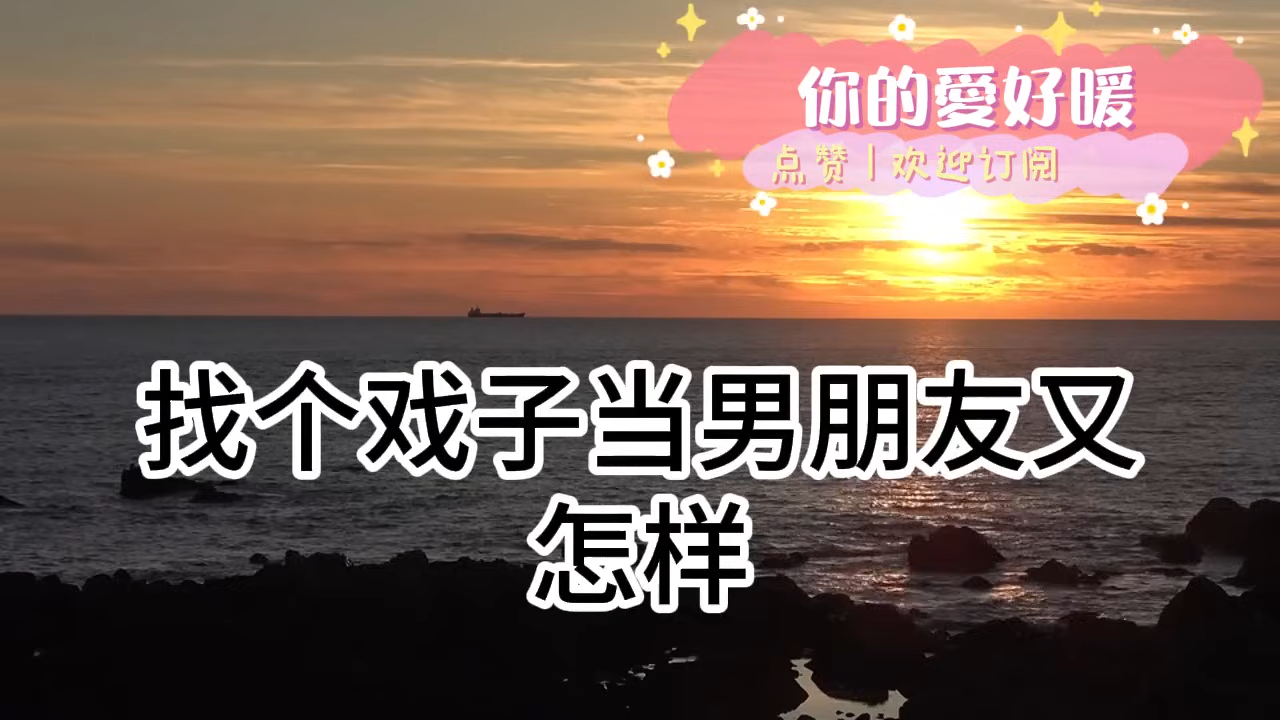 你的愛好暖
点赞 | 欢迎订阅
找个戏子当男朋友又
怎样